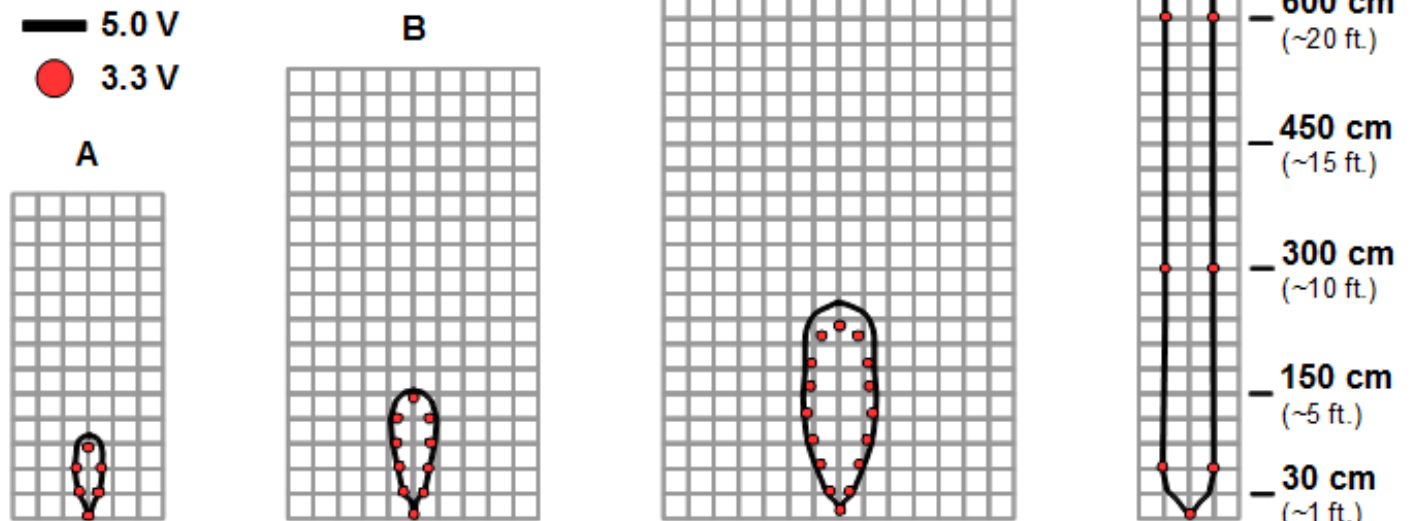 5.0 V
3.3 V
A
B
600 cm
(~20 ft.)
450 cm
(~15 ft.)
300 cm
(~10 ft.)
150 cm
(~5 ft.)
30 cm
(~1 ft.)